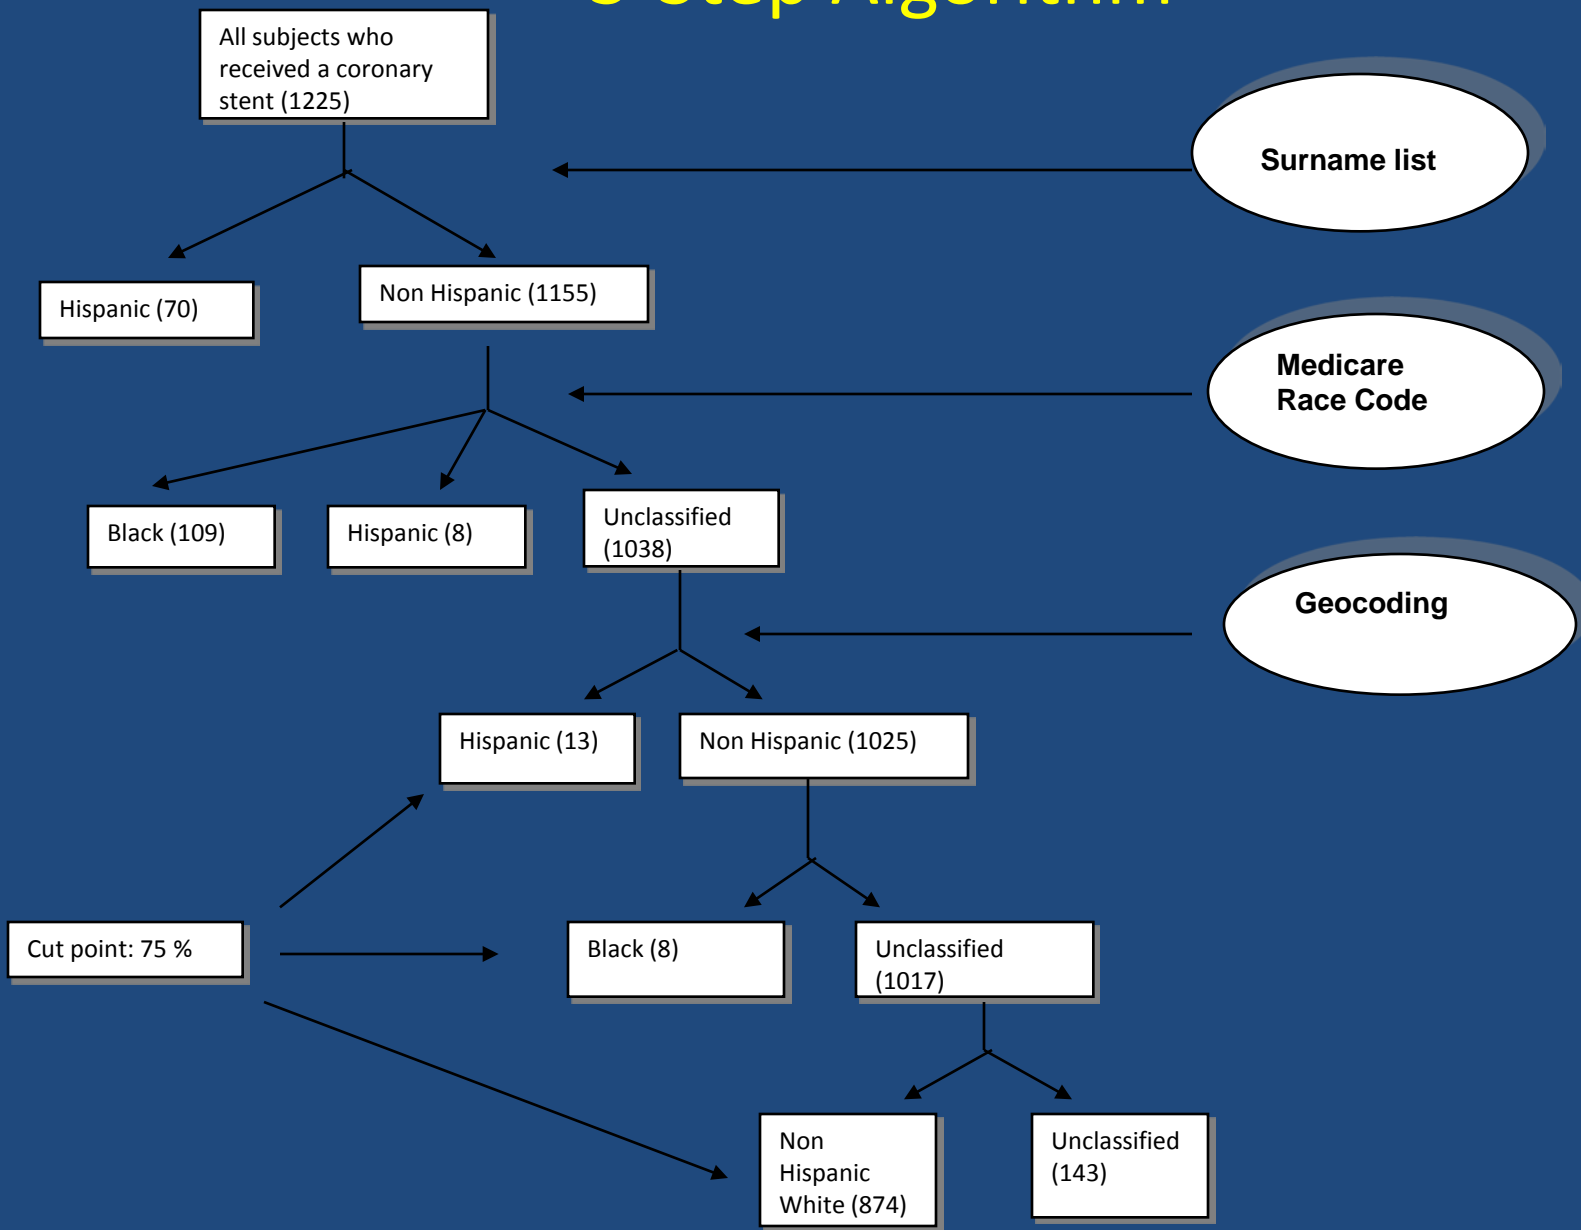 Step Algorithm
All subjects who
received a coronary
stent (1225)
Surname list
Hispanic (70)
Non Hispanic (1155)
Medicare
Race Code
Black (109)
Hispanic (8)
Unclassified
(1038)
Geocoding
Hispanic (13)
Non Hispanic (1025)
Cut point: 75 %
Black (8)
Unclassified
(1017)
Non
Hispanic
White (874)
Unclassified
(143)